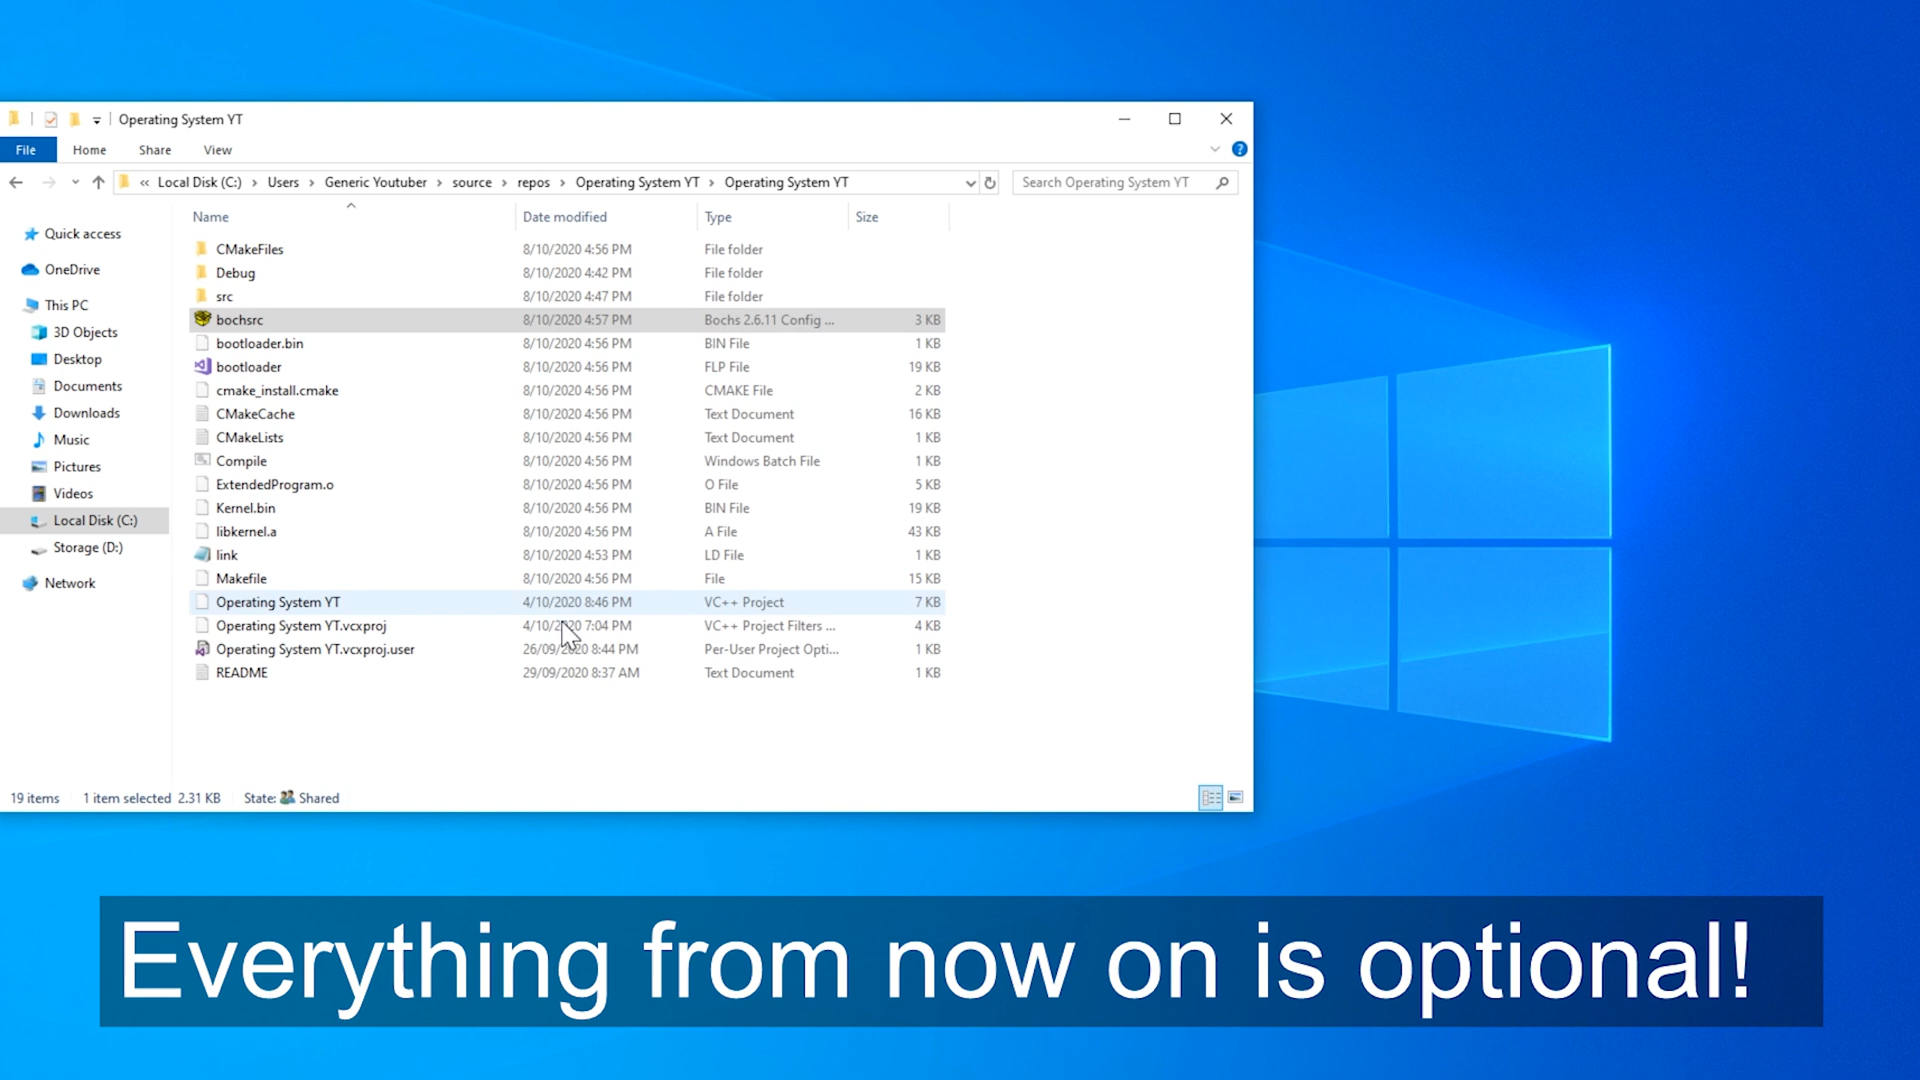 Operating System YT
File Home Share View
« Local Disk (C:) > Users > Generic Youtuber > source > repos > Operating System YT > Operating System YT
Search Operating System YT
Quick access
OneDrive
This PC
3D Objects
Desktop
Documents
Downloads
Music
Pictures
Videos
Local Disk (C:)
Storage (D:)
Network
Name Date modified Type Size
CMakeFiles 8/10/2020 4:56 PM File folder
Debug 8/10/2020 4:42 PM File folder
src 8/10/2020 4:47 PM File folder
bochsrc 8/10/2020 4:57 PM Bochs 2.6.11 Config ... 3 KB
bootloader.bin 8/10/2020 4:56 PM BIN File 1 KB
bootloader 8/10/2020 4:56 PM FLP File 19 KB
cmake_install.cmake 8/10/2020 4:56 PM CMAKE File 2 KB
CMakeCache 8/10/2020 4:56 PM Text Document 16 KB
CMakeLists 8/10/2020 4:56 PM Text Document 1 KB
Compile 8/10/2020 4:56 PM Windows Batch File 1 KB
ExtendedProgram.o 8/10/2020 4:56 PM O File 5 KB
Kernel.bin 8/10/2020 4:56 PM BIN File 19 KB
libkernel.a 8/10/2020 4:56 PM A File 43 KB
link 8/10/2020 4:53 PM LD File 1 KB
Makefile 8/10/2020 4:56 PM File 15 KB
Operating System YT 4/10/2020 8:46 PM VC++ Project 7 KB
Operating System YT.vcxproj 4/10/2020 7:04 PM VC++ Project Filters ... 4 KB
Operating System YT.vcxproj.user 26/09/2020 8:44 PM Per-User Project Opti... 1 KB
README 29/09/2020 8:37 AM Text Document 1 KB
19 items 1 item selected 2.31 KB State: Shared
Everything from now on is optional!